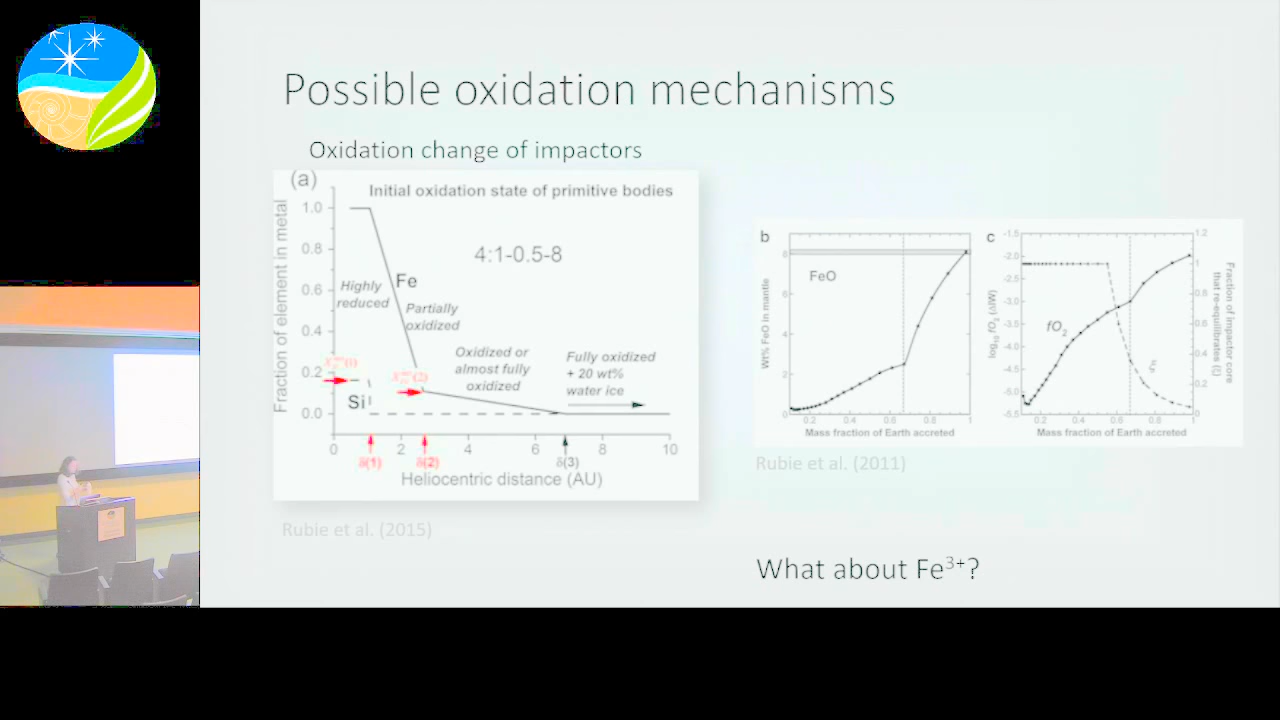 Possible oxidation mechanisms
Oxidation change of impactors
(a)
Initial oxidation state of primitive bodies
4:1-0.5-8
Fraction of element in metal
1.0
0.8
0.6
0.4
0.2
0.0
Fe
Highly
reduced
Partially
oxidized
Oxidized or
almost fully
oxidized
Fully oxidized
+ 20 wt%
water ice
Si
0
2
4
6
8
10
δ(1)
δ(2)
δ(3)
Heliocentric distance (AU)
Rubie et al. (2015)
b
FeO
Wt% FeO in mantle
8
6
4
2
0
0.2
0.4
0.6
0.8
1
Mass fraction of Earth accreted
c
log10 fO2 (ΔIW)
-1.5
-2.0
-2.5
-3.0
-3.5
-4.0
-4.5
-5.0
-5.5
fO2
1.2
1
0.8
0.6
0.4
0.2
0
Fraction of impactor core
that re-equilibrates
0.2
0.4
0.6
0.8
1
Mass fraction of Earth accreted
Rubie et al. (2011)
What about Fe³⁺?